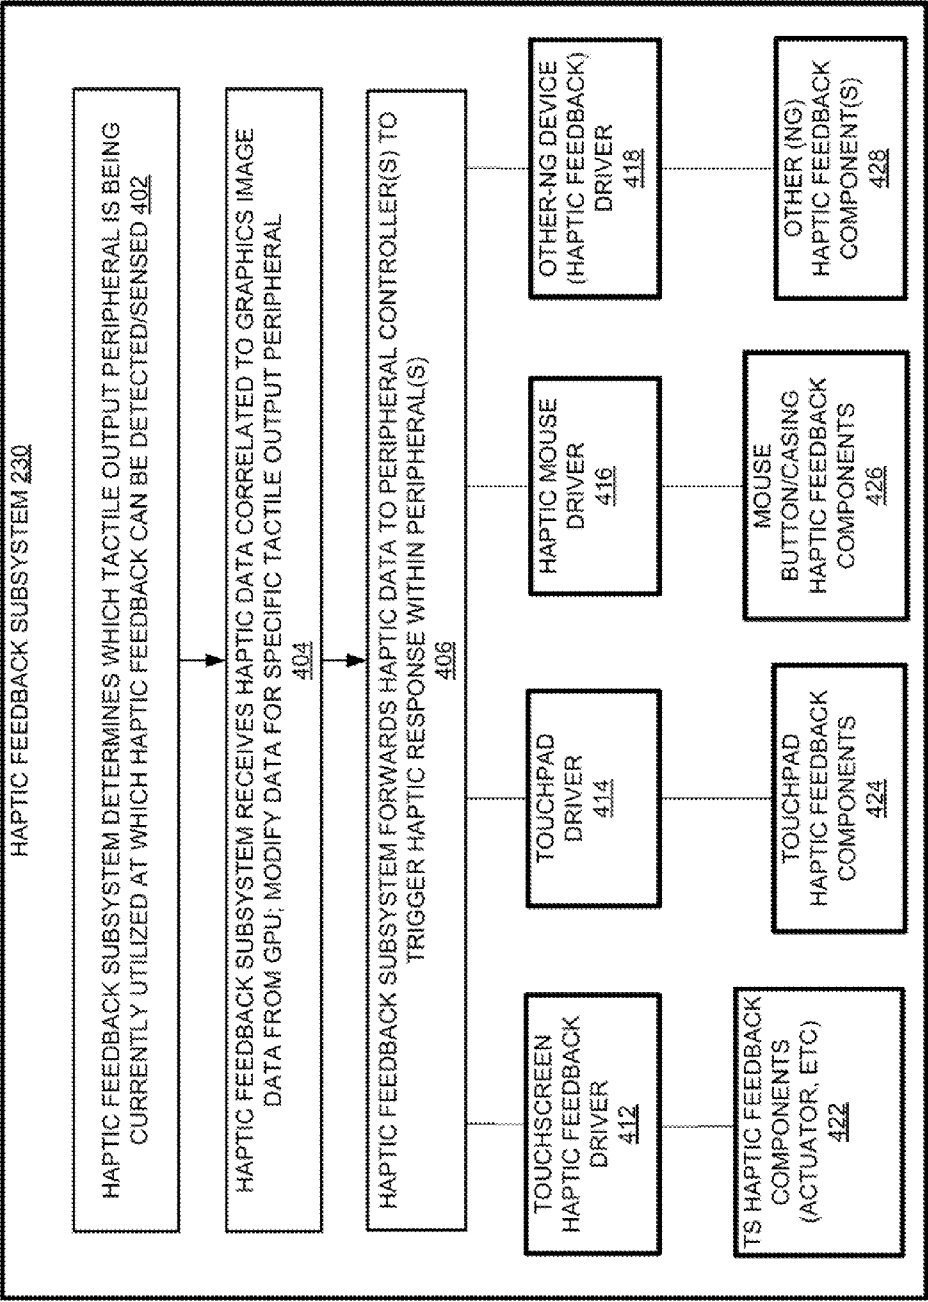 HAPTIC FEEDBACK SUBSYSTEM 230
HAPTIC FEEDBACK SUBSYSTEM DETERMINES WHICH TACTILE OUTPUT PERIPHERAL IS BEING
CURRENTLY UTILIZED AT WHICH HAPTIC FEEDBACK CAN BE DETECTED/SENSED 402
HAPTIC FEEDBACK SUBSYSTEM RECEIVES HAPTIC DATA CORRELATED TO GRAPHICS IMAGE
DATA FROM GPU; MODIFY DATA FOR SPECIFIC TACTILE OUTPUT PERIPHERAL
404
HAPTIC FEEDBACK SUBSYSTEM FORWARDS HAPTIC DATA TO PERIPHERAL CONTROLLER(S) TO
TRIGGER HAPTIC RESPONSE WITHIN PERIPHERAL(S)
406
TOUCHSCREEN
HAPTIC FEEDBACK
DRIVER
412
TOUCHPAD
DRIVER
414
HAPTIC MOUSE
DRIVER
416
OTHER-NG DEVICE
(HAPTIC FEEDBACK)
DRIVER
418
TS HAPTIC FEEDBACK
COMPONENTS
(ACTUATOR, ETC)
422
TOUCHPAD
HAPTIC FEEDBACK
COMPONENTS
424
MOUSE
BUTTON/CASING
HAPTIC FEEDBACK
COMPONENTS
426
OTHER (NG)
HAPTIC FEEDBACK
COMPONENT(S)
428